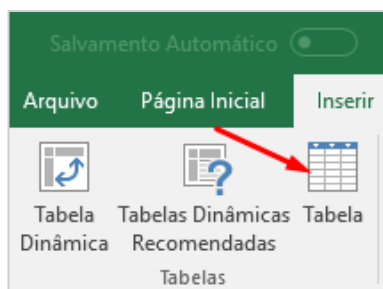 Salvamento Automático
Arquivo Página Inicial Inserir
Tabela Tabelas Dinâmicas Tabela
Dinâmica Recomendadas
Tabelas